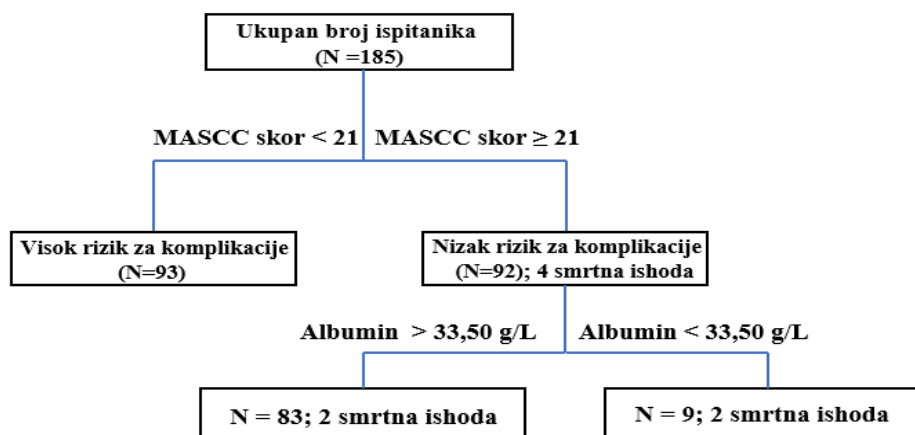 Ukupan broj ispitanika
(N =185)
MASCC skor < 21
MASCC skor ≥ 21
Visok rizik za komplikacije
(N=93)
Nizak rizik za komplikacije
(N=92); 4 smrtna ishoda
Albumin > 33,50 g/L
Albumin < 33,50 g/L
N = 83; 2 smrtna ishoda
N = 9; 2 smrtna ishoda